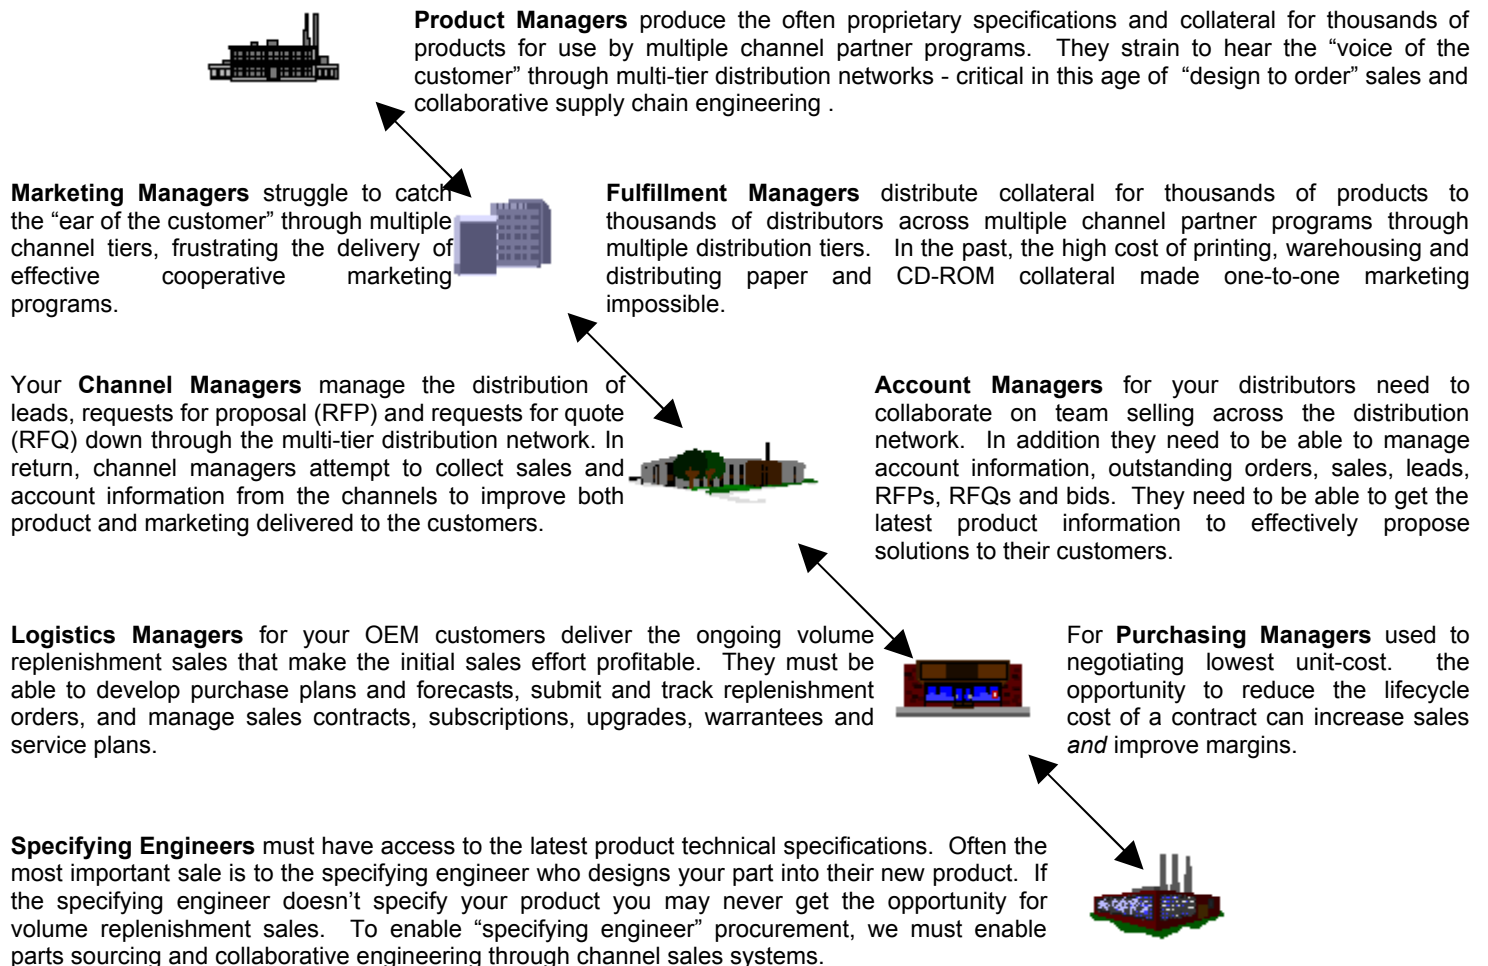 Product Managers produce the often proprietary specifications and collateral for thousands of
products for use by multiple channel partner programs. They strain to hear the “voice of the
customer” through multi-tier distribution networks - critical in this age of “design to order” sales and
collaborative supply chain engineering .
Marketing Managers struggle to catch
the “ear of the customer” through multiple
channel tiers, frustrating the delivery of
effective cooperative marketing
programs.
Fulfillment Managers distribute collateral for thousands of products to
thousands of distributors across multiple channel partner programs through
multiple distribution tiers. In the past, the high cost of printing, warehousing and
distributing paper and CD-ROM collateral made one-to-one marketing
impossible.
Your Channel Managers manage the distribution of
leads, requests for proposal (RFP) and requests for quote
(RFQ) down through the multi-tier distribution network. In
return, channel managers attempt to collect sales and
account information from the channels to improve both
product and marketing delivered to the customers.
Account Managers for your distributors need to
collaborate on team selling across the distribution
network. In addition they need to be able to manage
account information, outstanding orders, sales, leads,
RFPs, RFQs and bids. They need to be able to get the
latest product information to effectively propose
solutions to their customers.
Logistics Managers for your OEM customers deliver the ongoing volume
replenishment sales that make the initial sales effort profitable. They must be
able to develop purchase plans and forecasts, submit and track replenishment
orders, and manage sales contracts, subscriptions, upgrades, warrantees and
service plans.
For Purchasing Managers used to
negotiating lowest unit-cost. the
opportunity to reduce the lifecycle
cost of a contract can increase sales
and improve margins.
Specifying Engineers must have access to the latest product technical specifications. Often the
most important sale is to the specifying engineer who designs your part into their new product. If
the specifying engineer doesn’t specify your product you may never get the opportunity for
volume replenishment sales. To enable “specifying engineer” procurement, we must enable
parts sourcing and collaborative engineering through channel sales systems.